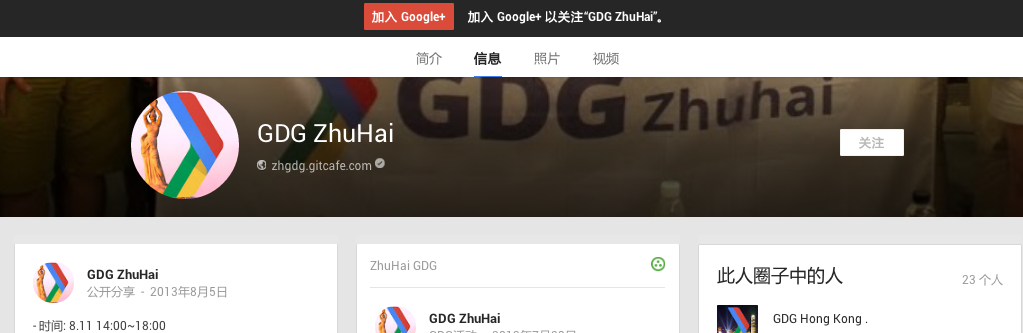 加入 Google+ 加入 Google+ 以关注“GDG ZhuHai”。
简介 信息 照片 视频
GDG Zhuhai
GDG ZhuHai
zhgdg.gitcafe.com
关注
GDG ZhuHai
公开分享 - 2013年8月5日
- 时间: 8.11 14:00~18:00
ZhuHai GDG
GDG ZhuHai
此人圈子中的人 23 个人
GDG Hong Kong .